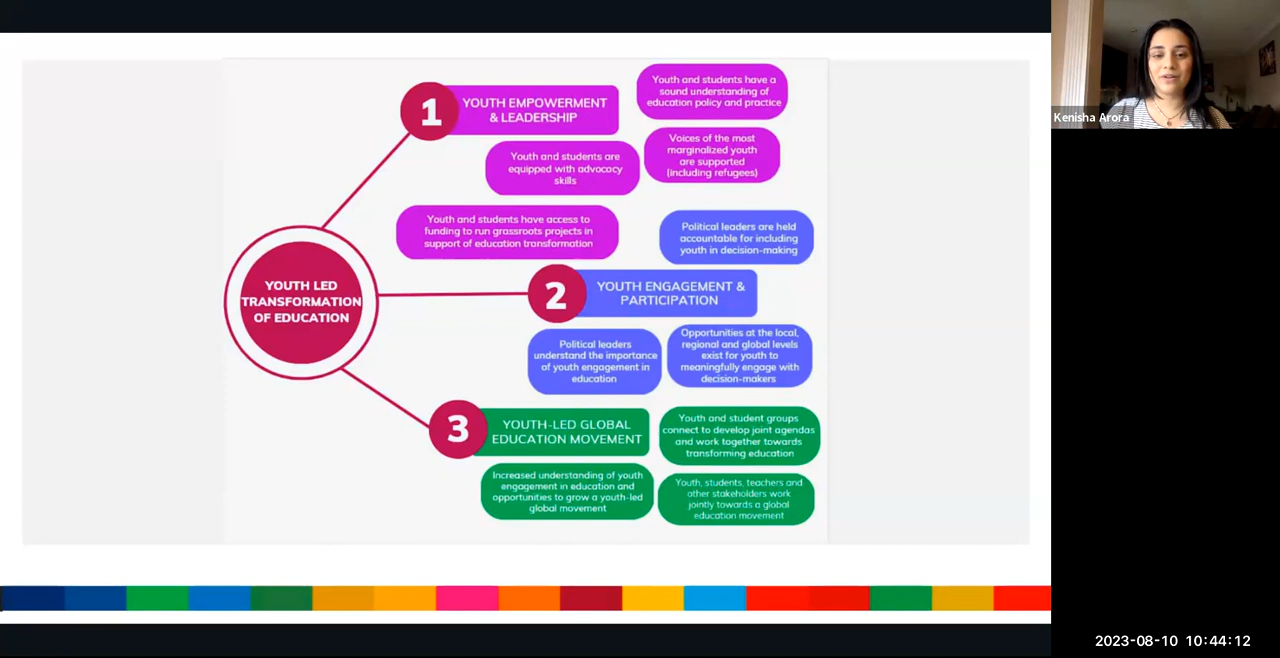 YOUTH LED
TRANSFORMATION
OF EDUCATION
1
YOUTH EMPOWERMENT
& LEADERSHIP
Youth and students have a
sound understanding of
education policy and practice
Youth and students are
equipped with advocacy
skills
Voices of the most
marginalized youth
are supported
(including refugees)
Youth and students have access to
funding to run grassroots projects in
support of education transformation
Political leaders are held
accountable for including
youth in decision-making
2
YOUTH ENGAGEMENT &
PARTICIPATION
Political leaders
understand the importance
of youth engagement in
education
Opportunities at the local,
regional and global levels
exist for youth to
meaningfully engage with
decision-makers
3
YOUTH-LED GLOBAL
EDUCATION MOVEMENT
Youth and student groups
connect to develop joint agendas
and work together towards
transforming education
Increased understanding of youth
engagement in education and
opportunities to grow a youth-led
global movement
Youth, students, teachers and
other stakeholders work
jointly towards a global
education movement
Kenisha Arora
2023-08-10 10:44:12